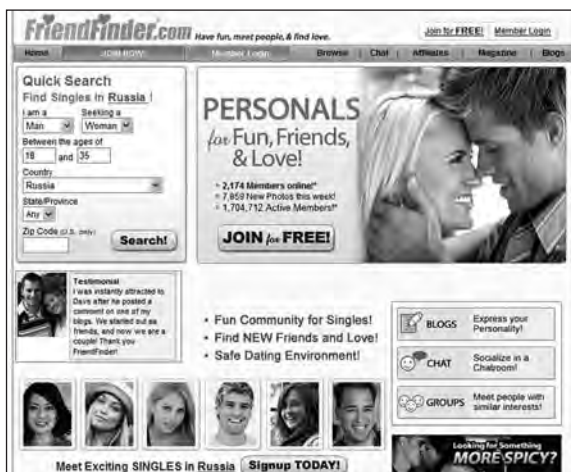 FriendFinder.com Have fun, meet people, & find love.
Join for FREE! Member Login
Home JOIN NOW! Member Login Browse | Chat | Affiliates | Magazine | Blogs
Quick Search
Find Singles in Russia !
I am a Seeking a
Man Woman
Between the ages of
18 and 35
Country
Russia
State/Province
Any
Zip Code (U.S. only)
Search!
PERSONALS
for Fun, Friends,
& Love!
2,174 Members online!*
7,859 New Photos this week!
1,704,712 Active Members!*
JOIN for FREE!
Testimonial
I was instantly attracted to
Dave after he posted a
comment on one of my
blogs. We started out as
friends, and now we are a
couple! Thank you
FriendFinder!
• Fun Community for Singles!
• Find NEW Friends and Love!
• Safe Dating Environment!
BLOGS Express your
Personality!
CHAT Socialize in a
Chatroom!
GROUPS Meet people with
similar interests!
Meet Exciting SINGLES in Russia Signup TODAY!
Looking for Something
MORE SPICY?